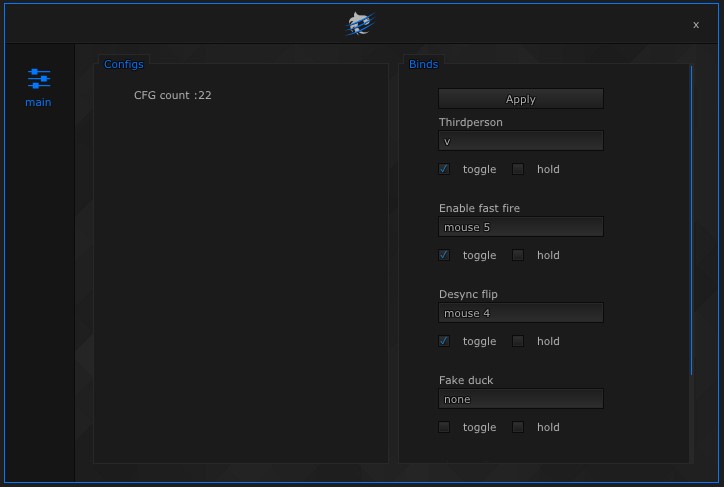 x
main
Configs
CFG count :22
Binds
Apply
Thirdperson
v
toggle hold
Enable fast fire
mouse 5
toggle hold
Desync flip
mouse 4
toggle hold
Fake duck
none
toggle hold